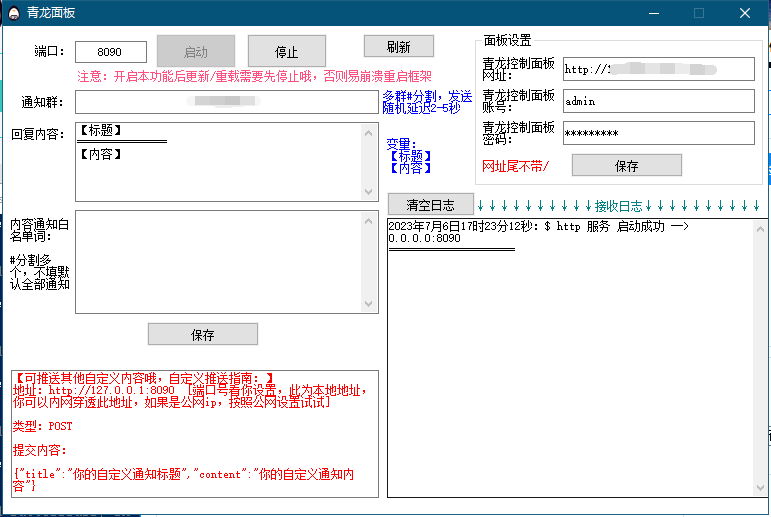 青龙面板
端口: 8090 启动 停止 刷新
注意: 开启本功能后更新/重载需要先停止哦, 否则易崩溃重启框架
通知群:
多群#分割, 发送
随机延迟2-5秒
回复内容:
【标题】
【内容】
变量:
【标题】
【内容】
内容通知白
名单词:
#分割多
个, 不填默
认全部通知
保存
【可推送其他自定义内容哦, 自定义推送指南: 】
地址: http://127.0.0.1:8090 [端口号看你设置, 此为本地地址,
你可以内网穿透此地址, 如果是公网ip, 按照公网设置试试]
类型: POST
提交内容:
{"title":"你的自定义通知标题","content":"你的自定义通知内
容"}
面板设置
青龙控制面板
网址:
http://
青龙控制面板
账号:
admin
青龙控制面板
密码:
*********
网址尾不带/ 保存
清空日志 ↓↓↓↓↓↓↓↓↓↓接收日志↓↓↓↓↓↓↓↓↓↓
2023年7月6日17时23分12秒: $ http 服务 启动成功 —>
0.0.0.0:8090